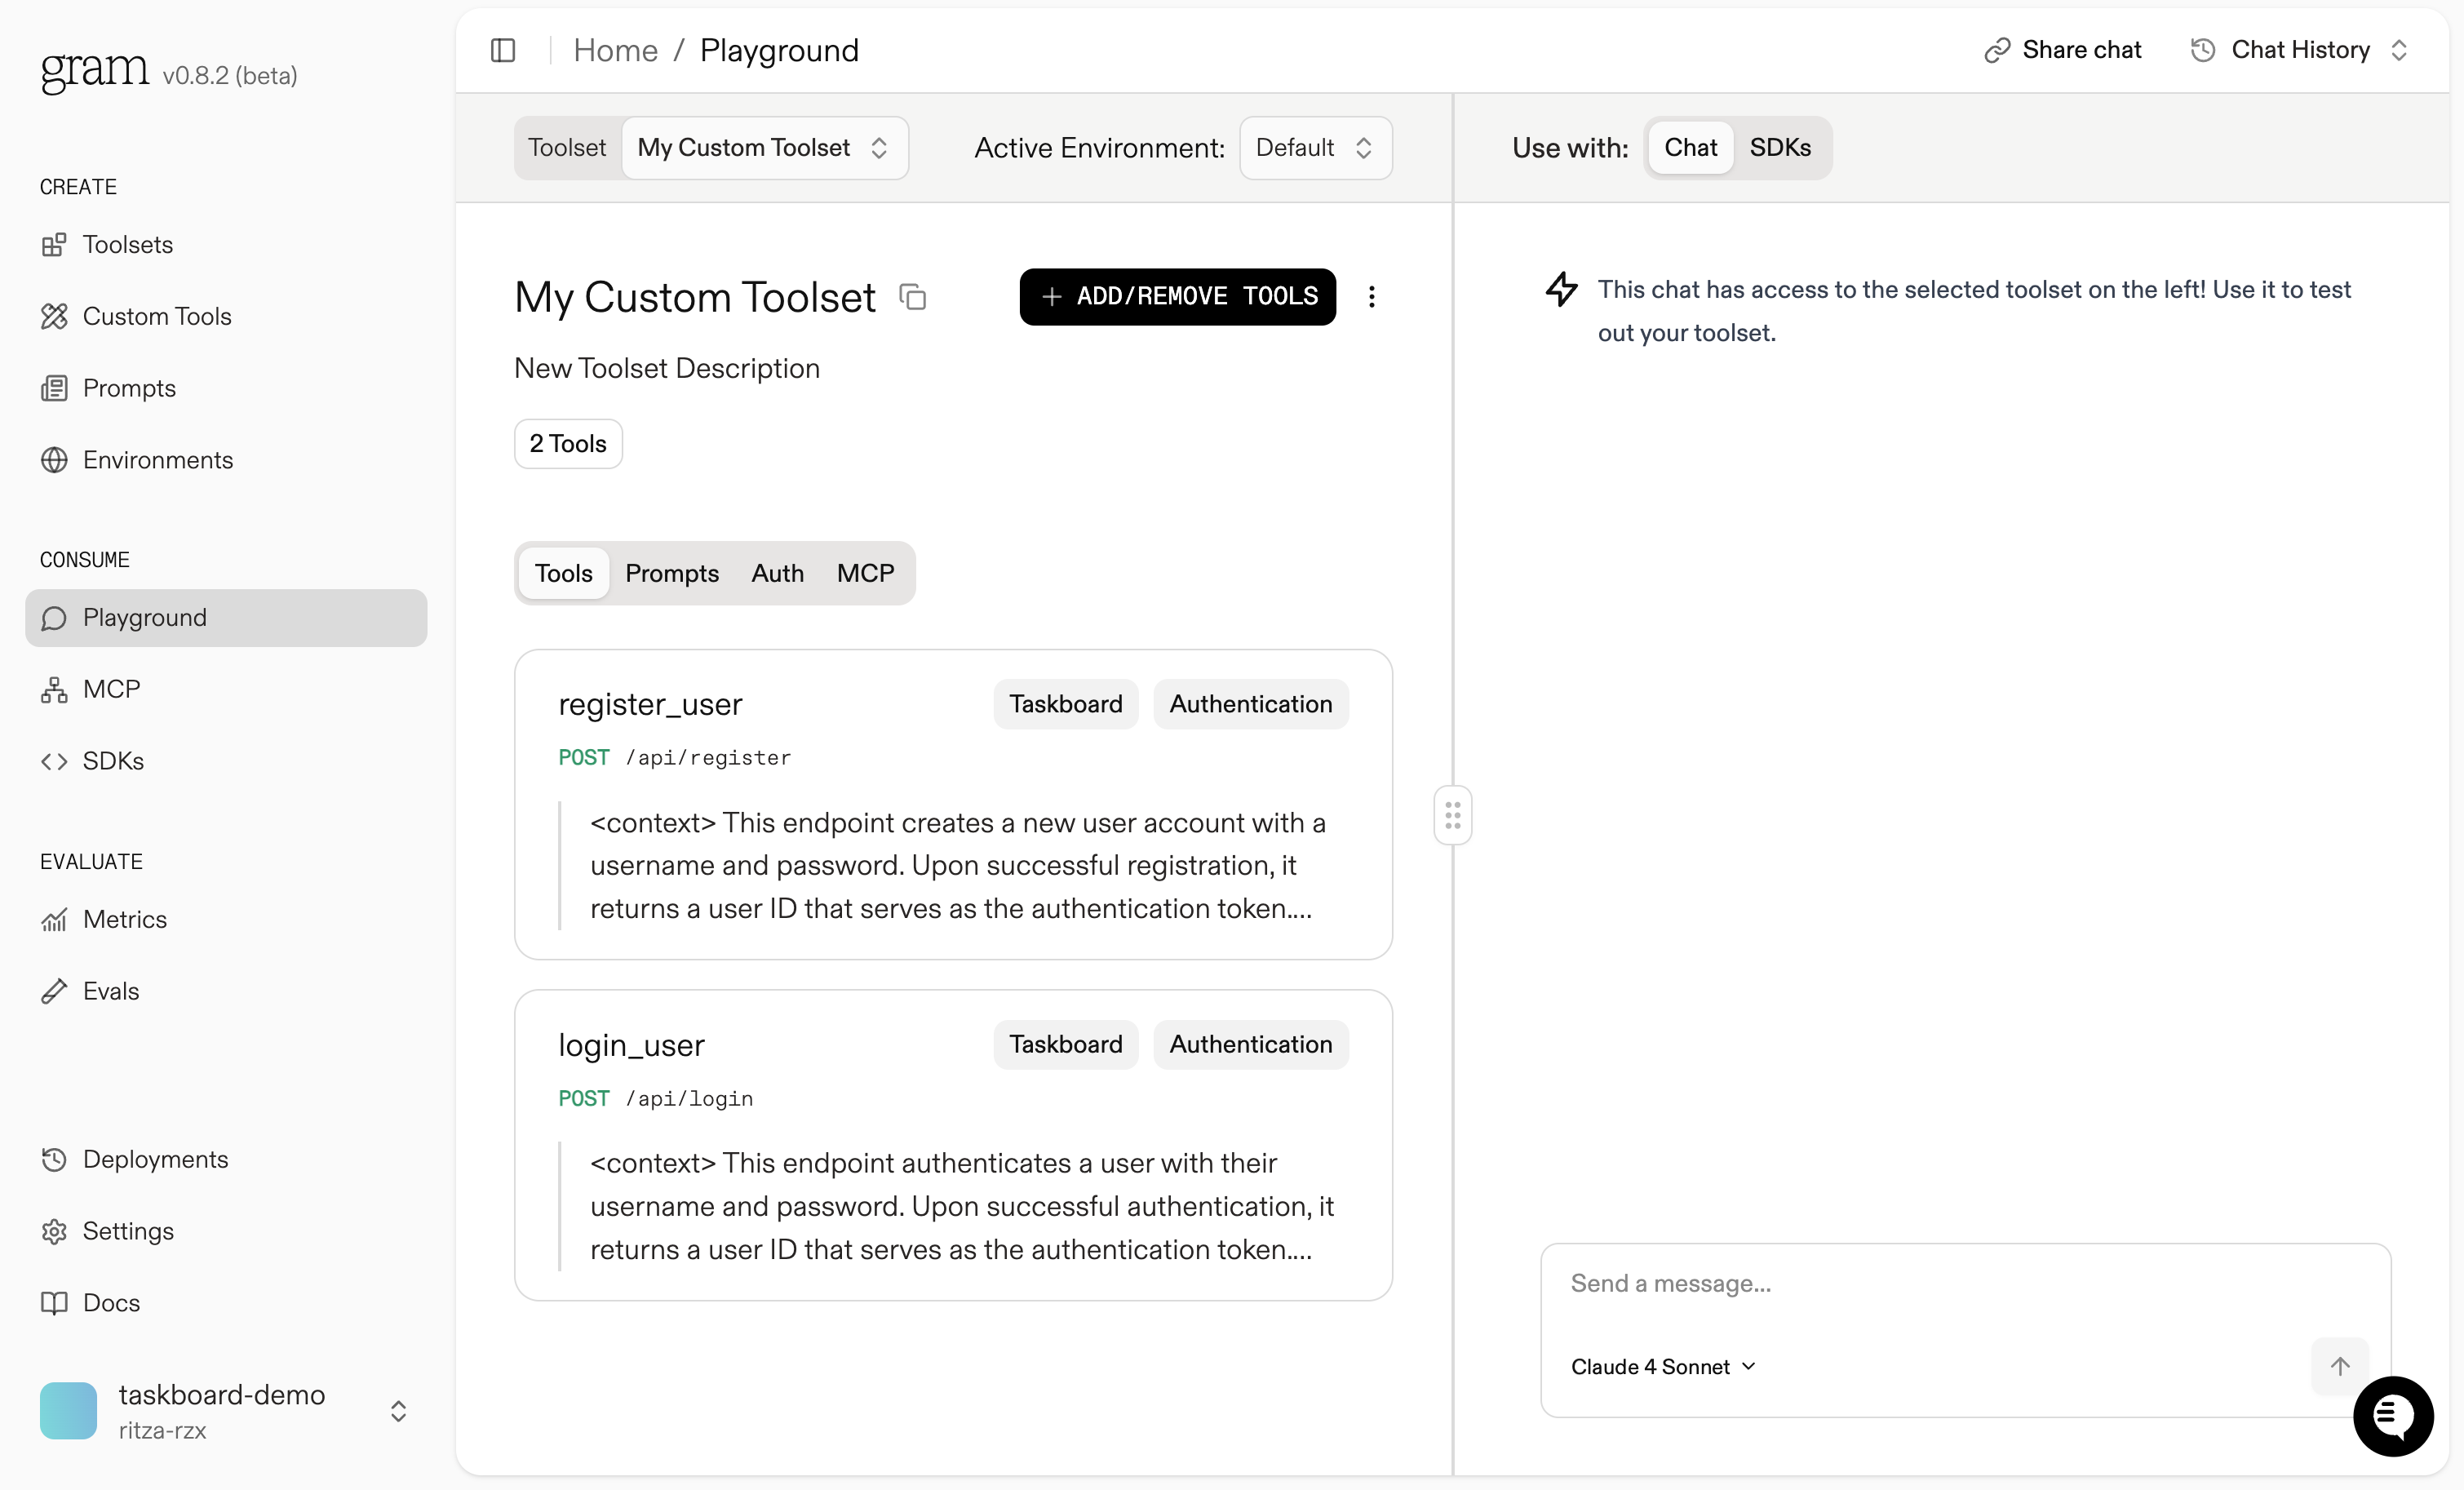 gram v0.8.2 (beta)
CREATE
Toolsets
Custom Tools
Prompts
Environments
CONSUME
Playground
MCP
SDKs
EVALUATE
Metrics
Evals
Deployments
Settings
Docs
taskboard-demo
ritza-rzx
Home / Playground
Share chat
Chat History
Toolset My Custom Toolset
Active Environment: Default
Use with: Chat SDKs
My Custom Toolset
+ ADD/REMOVE TOOLS
New Toolset Description
2 Tools
Tools Prompts Auth MCP
register_user
Taskboard Authentication
POST /api/register
<context> This endpoint creates a new user account with a
username and password. Upon successful registration, it
returns a user ID that serves as the authentication token....
login_user
Taskboard Authentication
POST /api/login
<context> This endpoint authenticates a user with their
username and password. Upon successful authentication, it
returns a user ID that serves as the authentication token....
This chat has access to the selected toolset on the left! Use it to test
out your toolset.
Send a message...
Claude 4 Sonnet